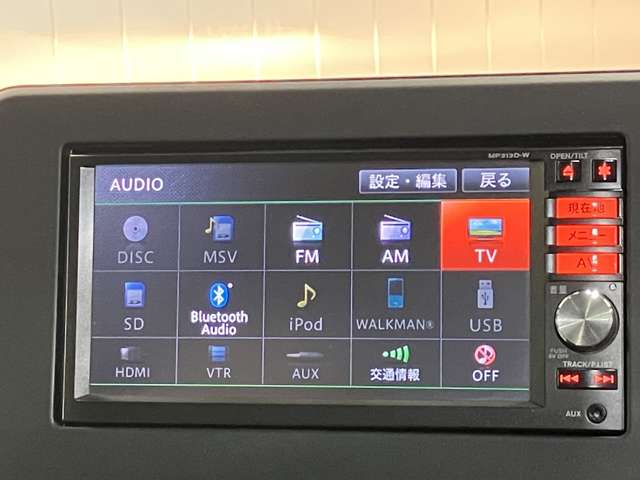 MP313D-W
OPEN/TILT
AUDIO
設定・編集
戻る
現在地
メニュー
AV
DISC
MSV
FM
AM
TV
音量
SD
Bluetooth
Audio
iPod
WALKMAN®
USB
PUSH
TRACK/P.LIST
HDMI
VTR
AUX
交通情報
OFF
AUX